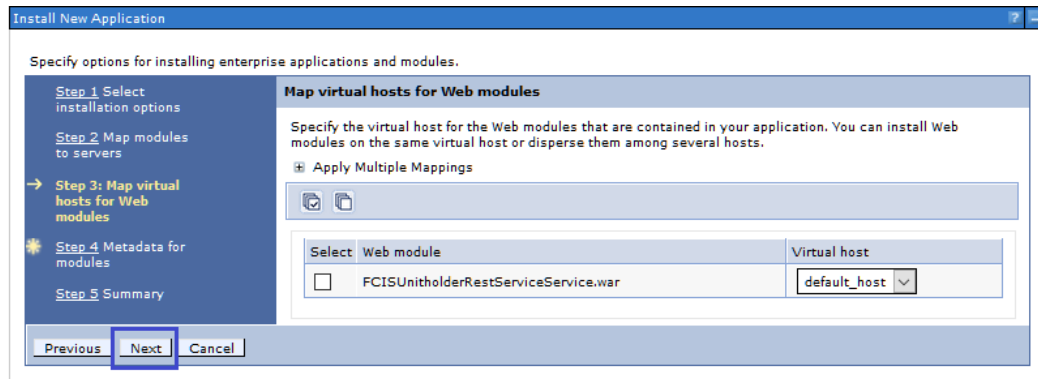 Install New Application
?
Specify options for installing enterprise applications and modules.
Step 1 Select
installation options
Step 2 Map modules
to servers
Step 3: Map virtual
hosts for Web
modules
Step 4 Metadata for
modules
Step 5 Summary
Map virtual hosts for Web modules
Specify the virtual host for the Web modules that are contained in your application. You can install Web
modules on the same virtual host or disperse them among several hosts.
Apply Multiple Mappings
Select Web module Virtual host
FCISUnitholderRestServiceService.war default_host
Previous Next Cancel